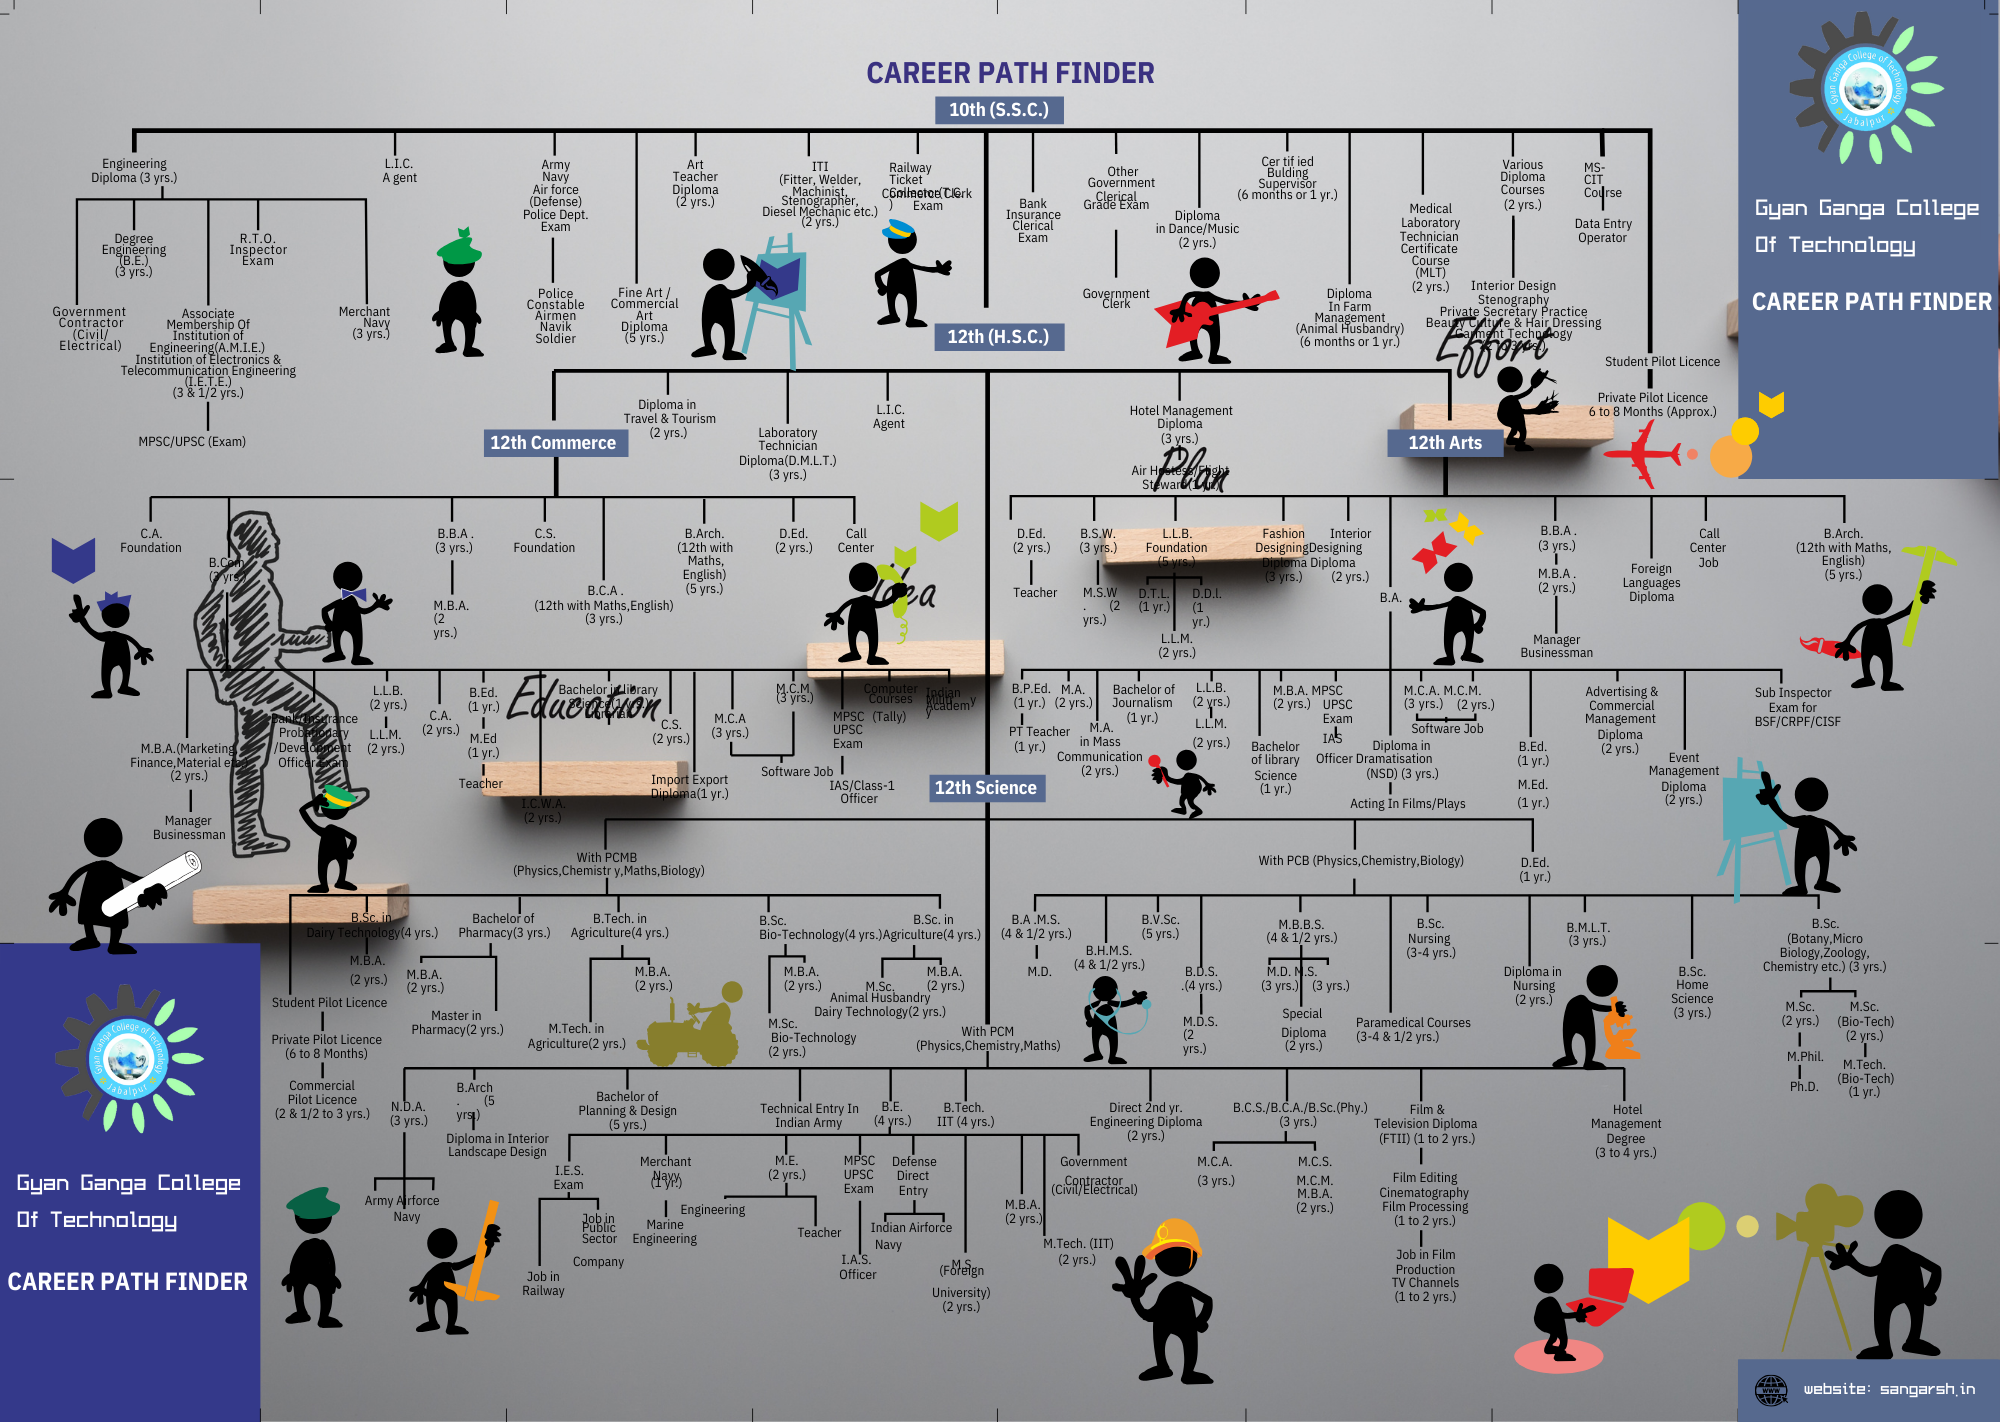 CAREER PATH FINDER
10th (S.S.C.)
Engineering
Diploma (3 yrs.)
L.I.C.
A gent
Army
Navy
Air force
(Defense)
Police Dept.
Exam
Art
Teacher
Diploma
(2 yrs.)
ITI
(Fitter, Welder,
Machinist,
Stenographer,
Diesel Mechanic etc.)
(2 yrs.)
Railway
Ticket
Exam
Bank
Insurance
Clerical
Exam
Other
Government
Clerical
Grade Exam
Diploma
in Dance/Music
(2 yrs.)
Cer tif ied
Bulding
Supervisor
(6 months or 1 yr.)
Medical
Laboratory
Technician
Certificate
Course
(MLT)
(2 yrs.)
Various
Diploma
Courses
(2 yrs.)
MS-
CIT
Course
Data Entry
Operator
Degree
Engineering
(B.E.)
(3 yrs.)
R.T.O.
Inspector
Exam
Government
Contractor
(Civil/
Electrical)
Associate
Membership Of
Institution of
Engineering(A.M.I.E.)
Institution of Electronics &
Telecommunication Engineering
(I.E.T.E.)
(3 & 1/2 yrs.)
MPSC/UPSC (Exam)
Merchant
Navy
(3 yrs.)
Police
Constable
Airmen
Navik
Soldier
Fine Art /
Commercial
Art
Diploma
(5 yrs.)
Government
Clerk
Diploma
In Farm
Management
(Animal Husbandry)
(6 months or 1 yr.)
Interior Design
Stenography
Private Secretary Practice
Beauty Culture & Hair Dressing
Garment Technology
Effort
Student Pilot Licence
Private Pilot Licence
6 to 8 Months (Approx.)
Gyan Ganga College of Technology
Jabalpur
Gyan Ganga College
Of Technology
CAREER PATH FINDER
12th (H.S.C.)
Diploma in
Travel & Tourism
(2 yrs.)
Laboratory
Technician
Diploma(D.M.L.T.)
(3 yrs.)
L.I.C.
Agent
Hotel Management
Diploma
(3 yrs.)
Air Hostess/Flight
Steward(1 yr.)
Plan
12th Commerce
12th Arts
C.A.
Foundation
B.Com
(3 yrs.)
B.B.A .
(3 yrs.)
M.B.A.
(2
yrs.)
C.S.
Foundation
B.C.A .
(12th with Maths,English)
(3 yrs.)
B.Arch.
(12th with
Maths,
English)
(5 yrs.)
D.Ed.
(2 yrs.)
Call
Center
Idea
D.Ed.
(2 yrs.)
Teacher
B.S.W.
(3 yrs.)
M.S.W
. (2
yrs.)
L.L.B.
Foundation
(5 yrs.)
D.T.L.
(1 yr.)
D.D.l.
(1
yr.)
L.L.M.
(2 yrs.)
Fashion
Designing
Diploma
(3 yrs.)
Interior
Designing
Diploma
(2 yrs.)
B.A.
B.B.A .
(3 yrs.)
M.B.A .
(2 yrs.)
Manager
Businessman
Foreign
Languages
Diploma
Call
Center
Job
B.Arch.
(12th with Maths,
English)
(5 yrs.)
M.B.A.(Marketing
Finance,Material etc.)
(2 yrs.)
Manager
Businessman
Bank/Insurance
Probationary
/Development
Officer Exam
L.L.B.
(2 yrs.)
L.L.M.
(2 yrs.)
C.A.
(2 yrs.)
B.Ed.
(1 yr.)
M.Ed
(1 yr.)
Teacher
Education
I.C.W.A.
(2 yrs.)
Bachelor in library
Science(1 yrs.)
C.S.
(2 yrs.)
Import Export
Diploma(1 yr.)
M.C.A
(3 yrs.)
M.C.M.
(3 yrs.)
Software Job
MPSC
UPSC
Exam
IAS/Class-1
Officer
Computer
Courses
(Tally)
Indian
Academy
B.P.Ed.
(1 yr.)
PT Teacher
(1 yr.)
M.A.
(2 yrs.)
M.A.
in Mass
Communication
(2 yrs.)
Bachelor of
Journalism
(1 yr.)
L.L.B.
(2 yrs.)
L.L.M.
(2 yrs.)
Bachelor
of library
Science
(1 yr.)
M.B.A.
(2 yrs.)
MPSC
UPSC
Exam
IAS
Officer
Diploma in
Dramatisation
(NSD) (3 yrs.)
Acting In Films/Plays
M.C.A.
(3 yrs.)
M.C.M.
(2 yrs.)
Software Job
B.Ed.
(1 yr.)
M.Ed.
(1 yr.)
Advertising &
Commercial
Management
Diploma
(2 yrs.)
Event
Management
Diploma
(2 yrs.)
Sub Inspector
Exam for
BSF/CRPF/CISF
12th Science
With PCMB
(Physics,Chemistr y,Maths,Biology)
With PCB (Physics,Chemistry,Biology)
D.Ed.
(1 yr.)
Student Pilot Licence
Private Pilot Licence
(6 to 8 Months)
Commercial
Pilot Licence
(2 & 1/2 to 3 yrs.)
B.Sc. in
Dairy Technology(4 yrs.)
M.B.A.
(2 yrs.)
Bachelor of
Pharmacy(3 yrs.)
M.B.A.
(2 yrs.)
Master in
Pharmacy(2 yrs.)
B.Tech. in
Agriculture(4 yrs.)
M.B.A.
(2 yrs.)
M.Tech. in
Agriculture(2 yrs.)
B.Sc.
Bio-Technology(4 yrs.)
M.B.A.
(2 yrs.)
M.Sc.
Bio-Technology
(2 yrs.)
B.Sc. in
Agriculture(4 yrs.)
M.B.A.
(2 yrs.)
M.Sc.
Animal Husbandry
Dairy Technology(2 yrs.)
With PCM
(Physics,Chemistry,Maths)
B.A .M.S.
(4 & 1/2 yrs.)
M.D.
B.H.M.S.
(4 & 1/2 yrs.)
B.V.Sc.
(5 yrs.)
B.D.S.
.(4 yrs.)
M.D.S.
(2
yrs.)
M.B.B.S.
(4 & 1/2 yrs.)
M.D. M.S.
(3 yrs.) (3 yrs.)
Special
Diploma
(2 yrs.)
Paramedical Courses
(3-4 & 1/2 yrs.)
B.Sc.
Nursing
(3-4 yrs.)
Diploma in
Nursing
(2 yrs.)
B.M.L.T.
(3 yrs.)
B.Sc.
Home
Science
(3 yrs.)
B.Sc.
(Botany,Micro
Biology,Zoology,
Chemistry etc.) (3 yrs.)
M.Sc.
(2 yrs.)
M.Phil.
Ph.D.
M.Sc.
(Bio-Tech)
(2 yrs.)
M.Tech.
(Bio-Tech)
(1 yr.)
N.D.A.
(3 yrs.)
Army Airforce
Navy
B.Arch
. (5
yrs.)
Diploma in Interior
Landscape Design
Bachelor of
Planning & Design
(5 yrs.)
Technical Entry In
Indian Army
B.E.
(4 yrs.)
B.Tech.
IIT (4 yrs.)
Direct 2nd yr.
Engineering Diploma
(2 yrs.)
B.C.S./B.C.A./B.Sc.(Phy.)
(3 yrs.)
M.C.A.
(3 yrs.)
M.C.S.
M.C.M.
M.B.A.
(2 yrs.)
Film &
Television Diploma
(FTII) (1 to 2 yrs.)
Film Editing
Cinematography
Film Processing
(1 to 2 yrs.)
Job in Film
Production
TV Channels
(1 to 2 yrs.)
Hotel
Management
Degree
(3 to 4 yrs.)
I.E.S.
Exam
Job in
Railway
Job in
Public
Sector
Company
Merchant
Navy
(1 yr.)
Marine
Engineering
M.E.
(2 yrs.)
Engineering
Teacher
MPSC
UPSC
Exam
I.A.S.
Officer
Defense
Direct
Entry
Indian Airforce
Navy
M.S.
(Foreign
University)
(2 yrs.)
M.B.A.
(2 yrs.)
M.Tech. (IIT)
(2 yrs.)
Government
Contractor
(Civil/Electrical)
Gyan Ganga College of Technology
Jabalpur
Gyan Ganga College
Of Technology
CAREER PATH FINDER
WWW
website: sangarsh.in